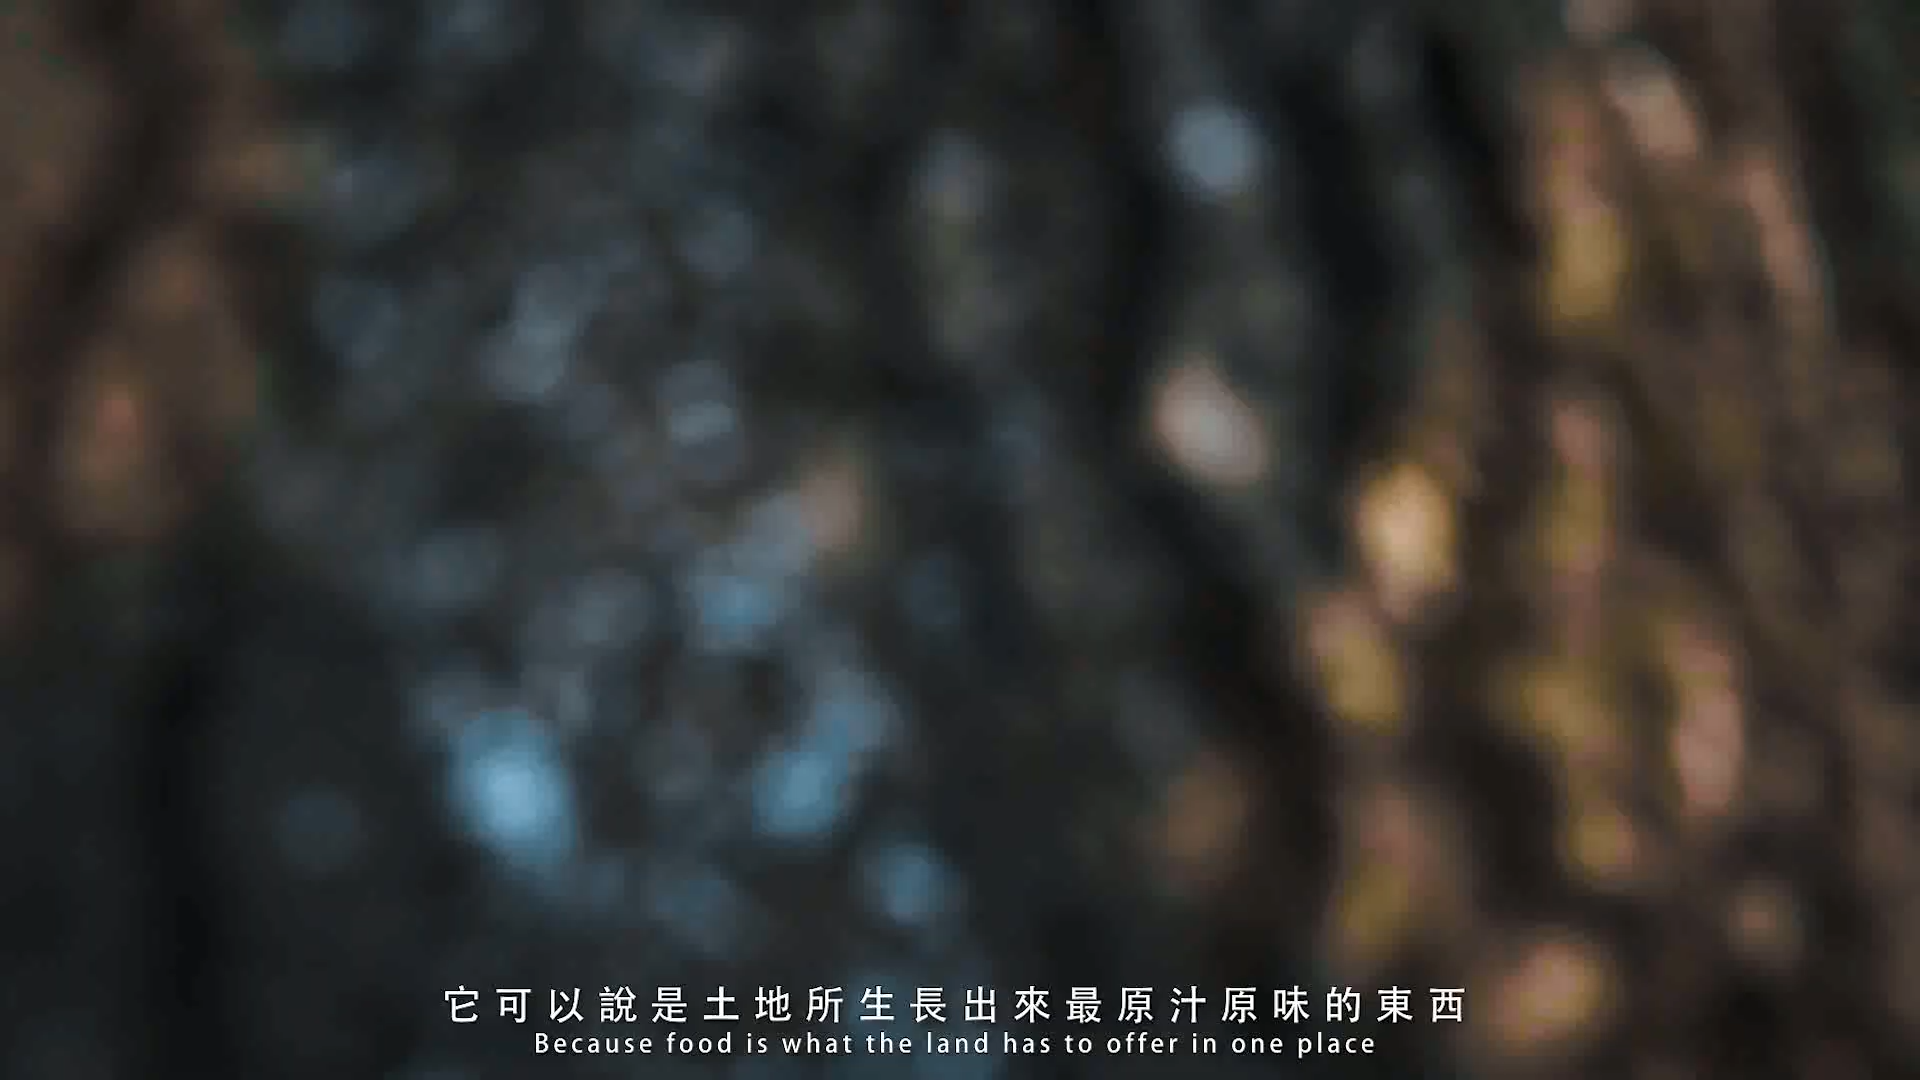 它可以說是土地所生長出來最原汁原味的東西
Because food is what the land has to offer in one place